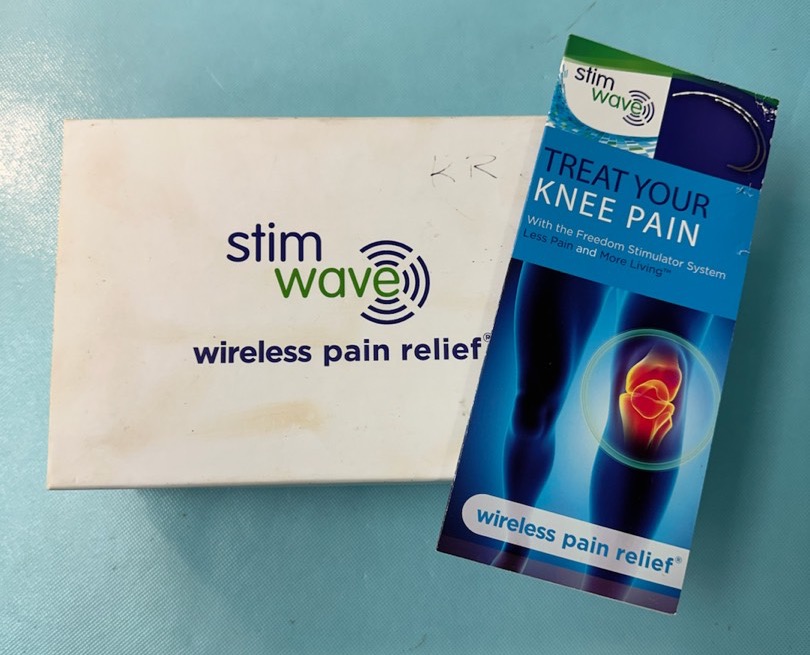 KR
stim
wave
wireless pain relief®
stim
wave
TREAT YOUR
KNEE PAIN
With the Freedom Stimulator System
Less Pain and More Living™
wireless pain relief®